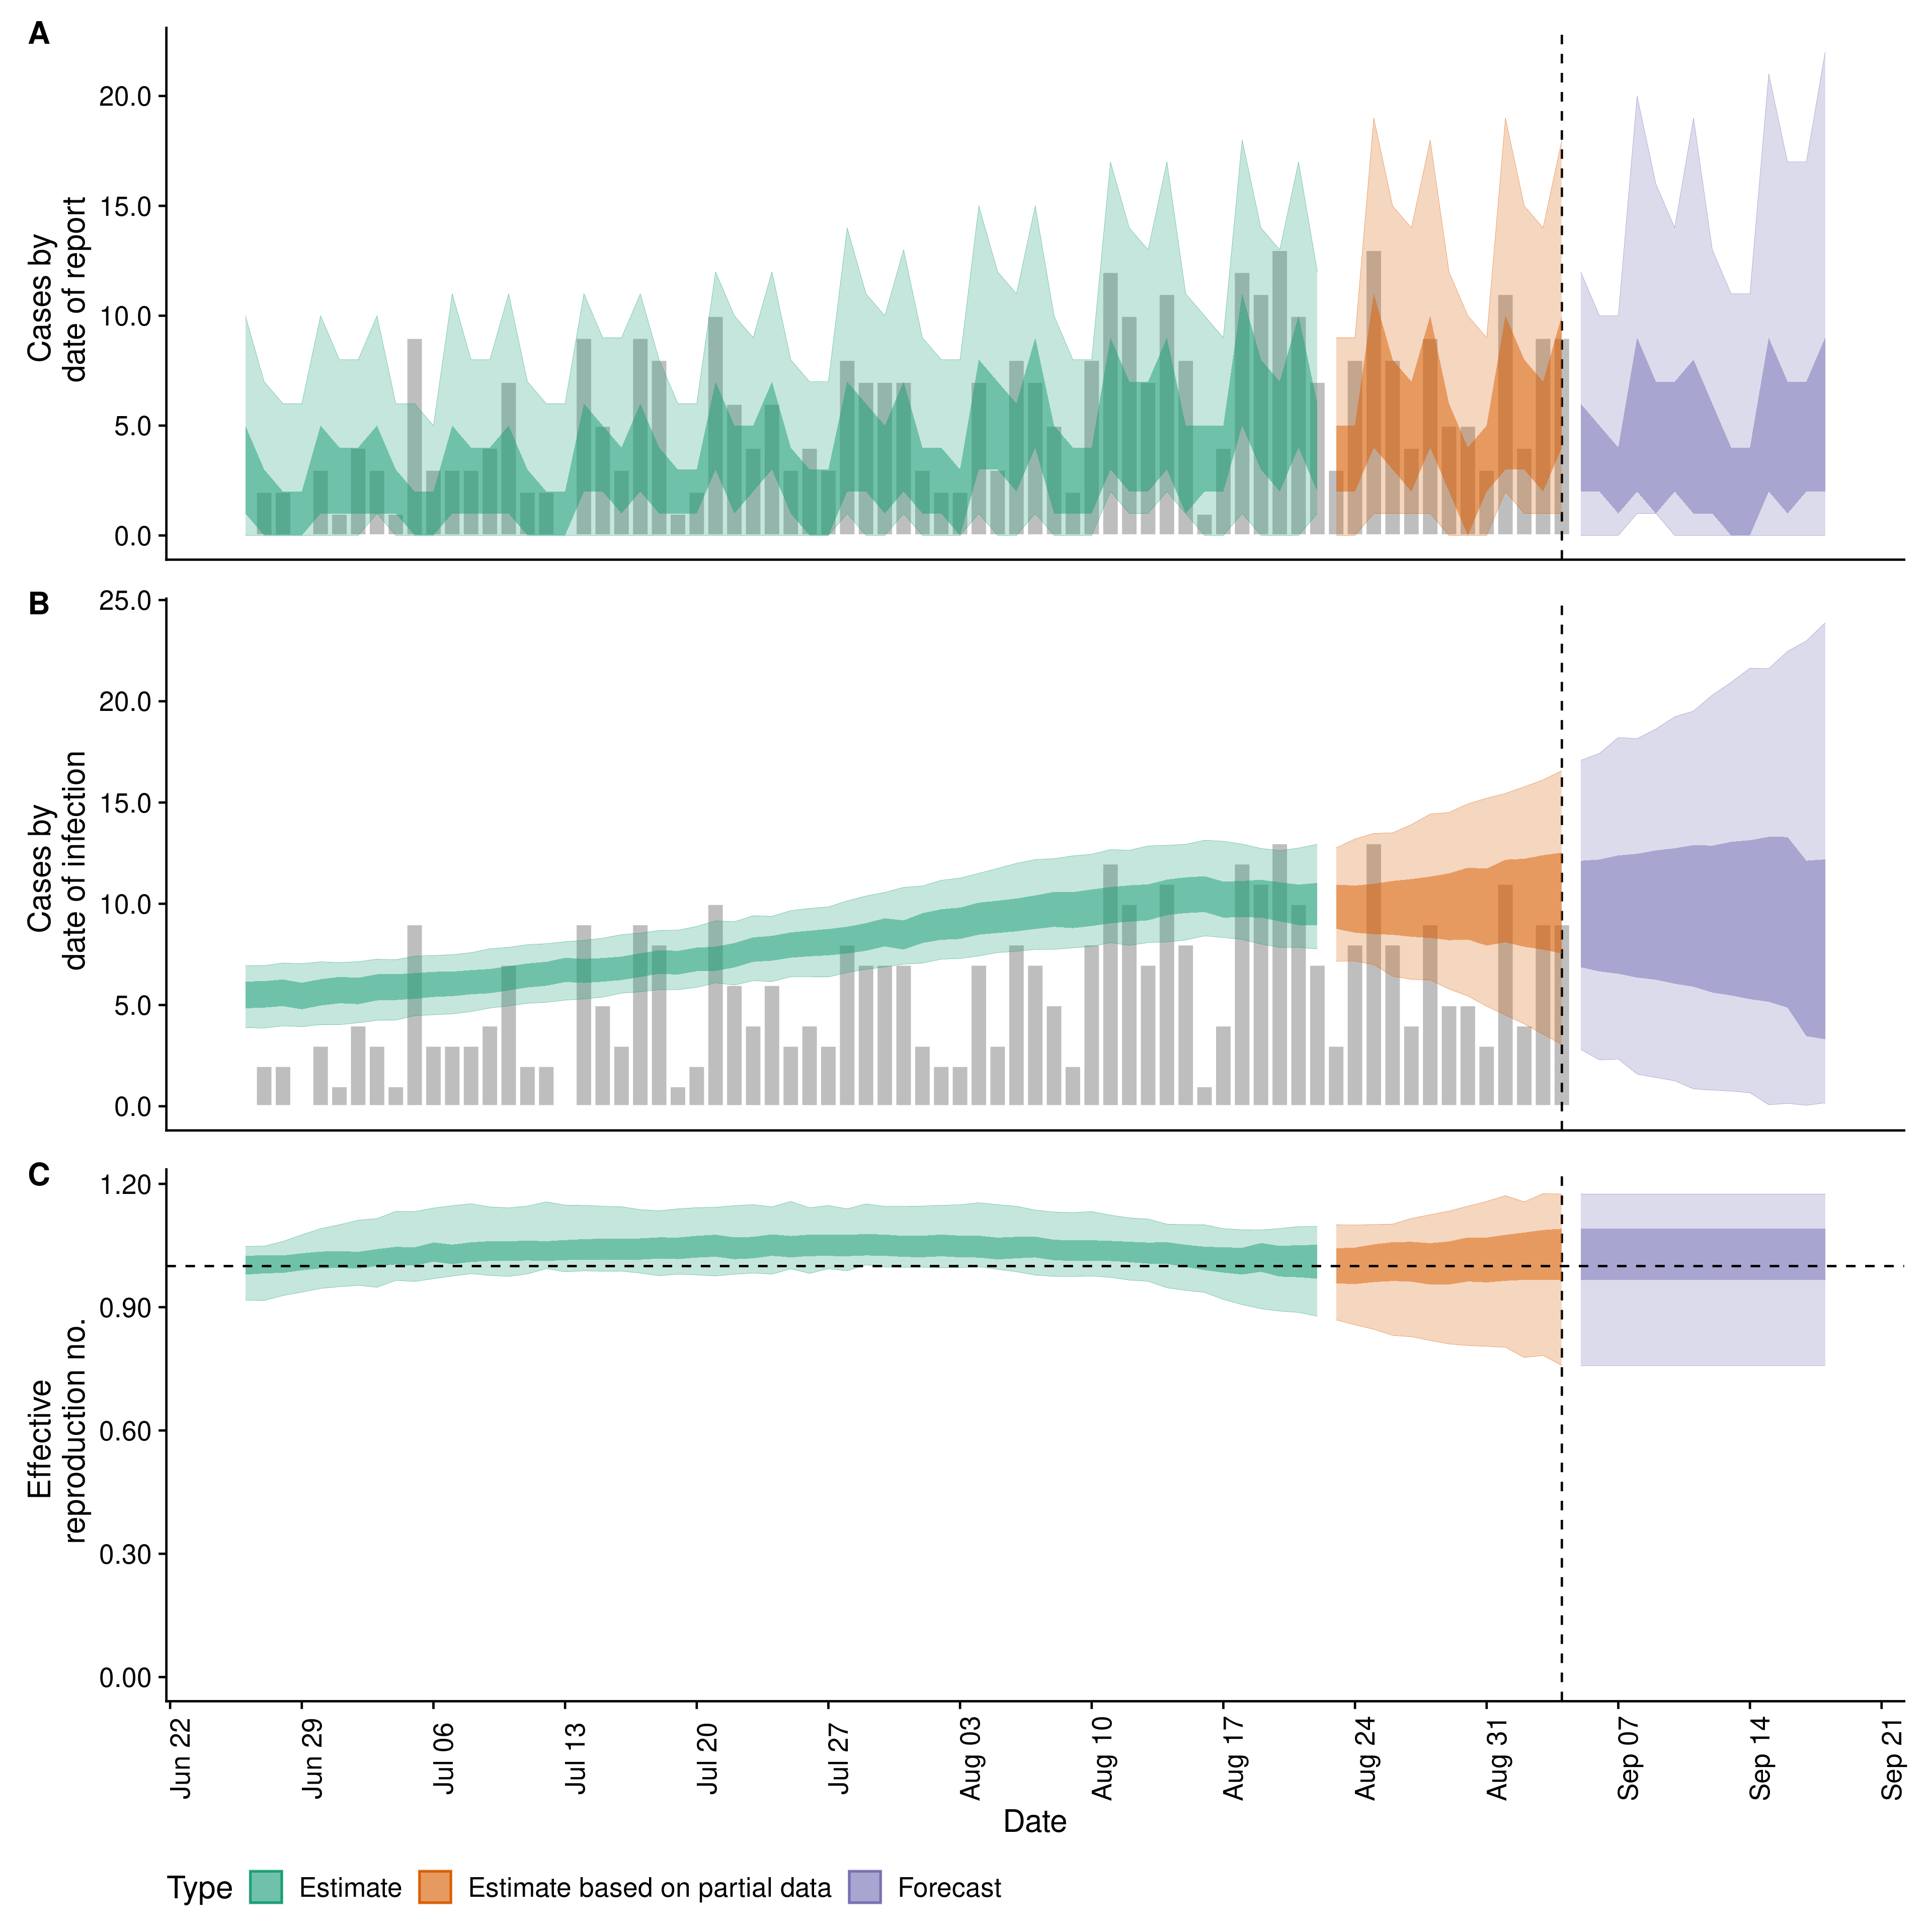 A
Cases by
date of report
20.0
15.0
10.0
5.0
0.0
B
Cases by
date of infection
25.0
20.0
15.0
10.0
5.0
0.0
C
Effective
reproduction no.
1.20
0.90
0.60
0.30
0.00
Jun 22
Jun 29
Jul 06
Jul 13
Jul 20
Jul 27
Aug 03
Aug 10
Aug 17
Aug 24
Aug 31
Sep 07
Sep 14
Sep 21
Date
Type Estimate Estimate based on partial data Forecast